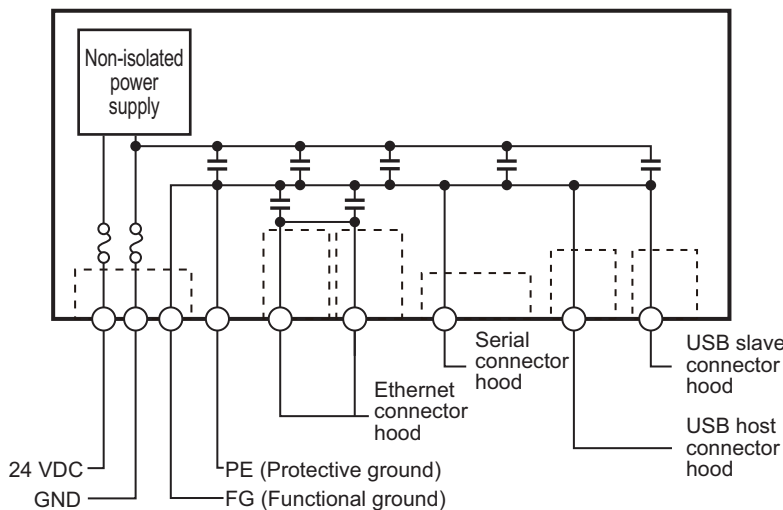 Non-isolated
power
supply
Serial
connector
hood
USB slave
connector
hood
Ethernet
connector
hood
USB host
connector
hood
24 VDC
PE (Protective ground)
GND
FG (Functional ground)